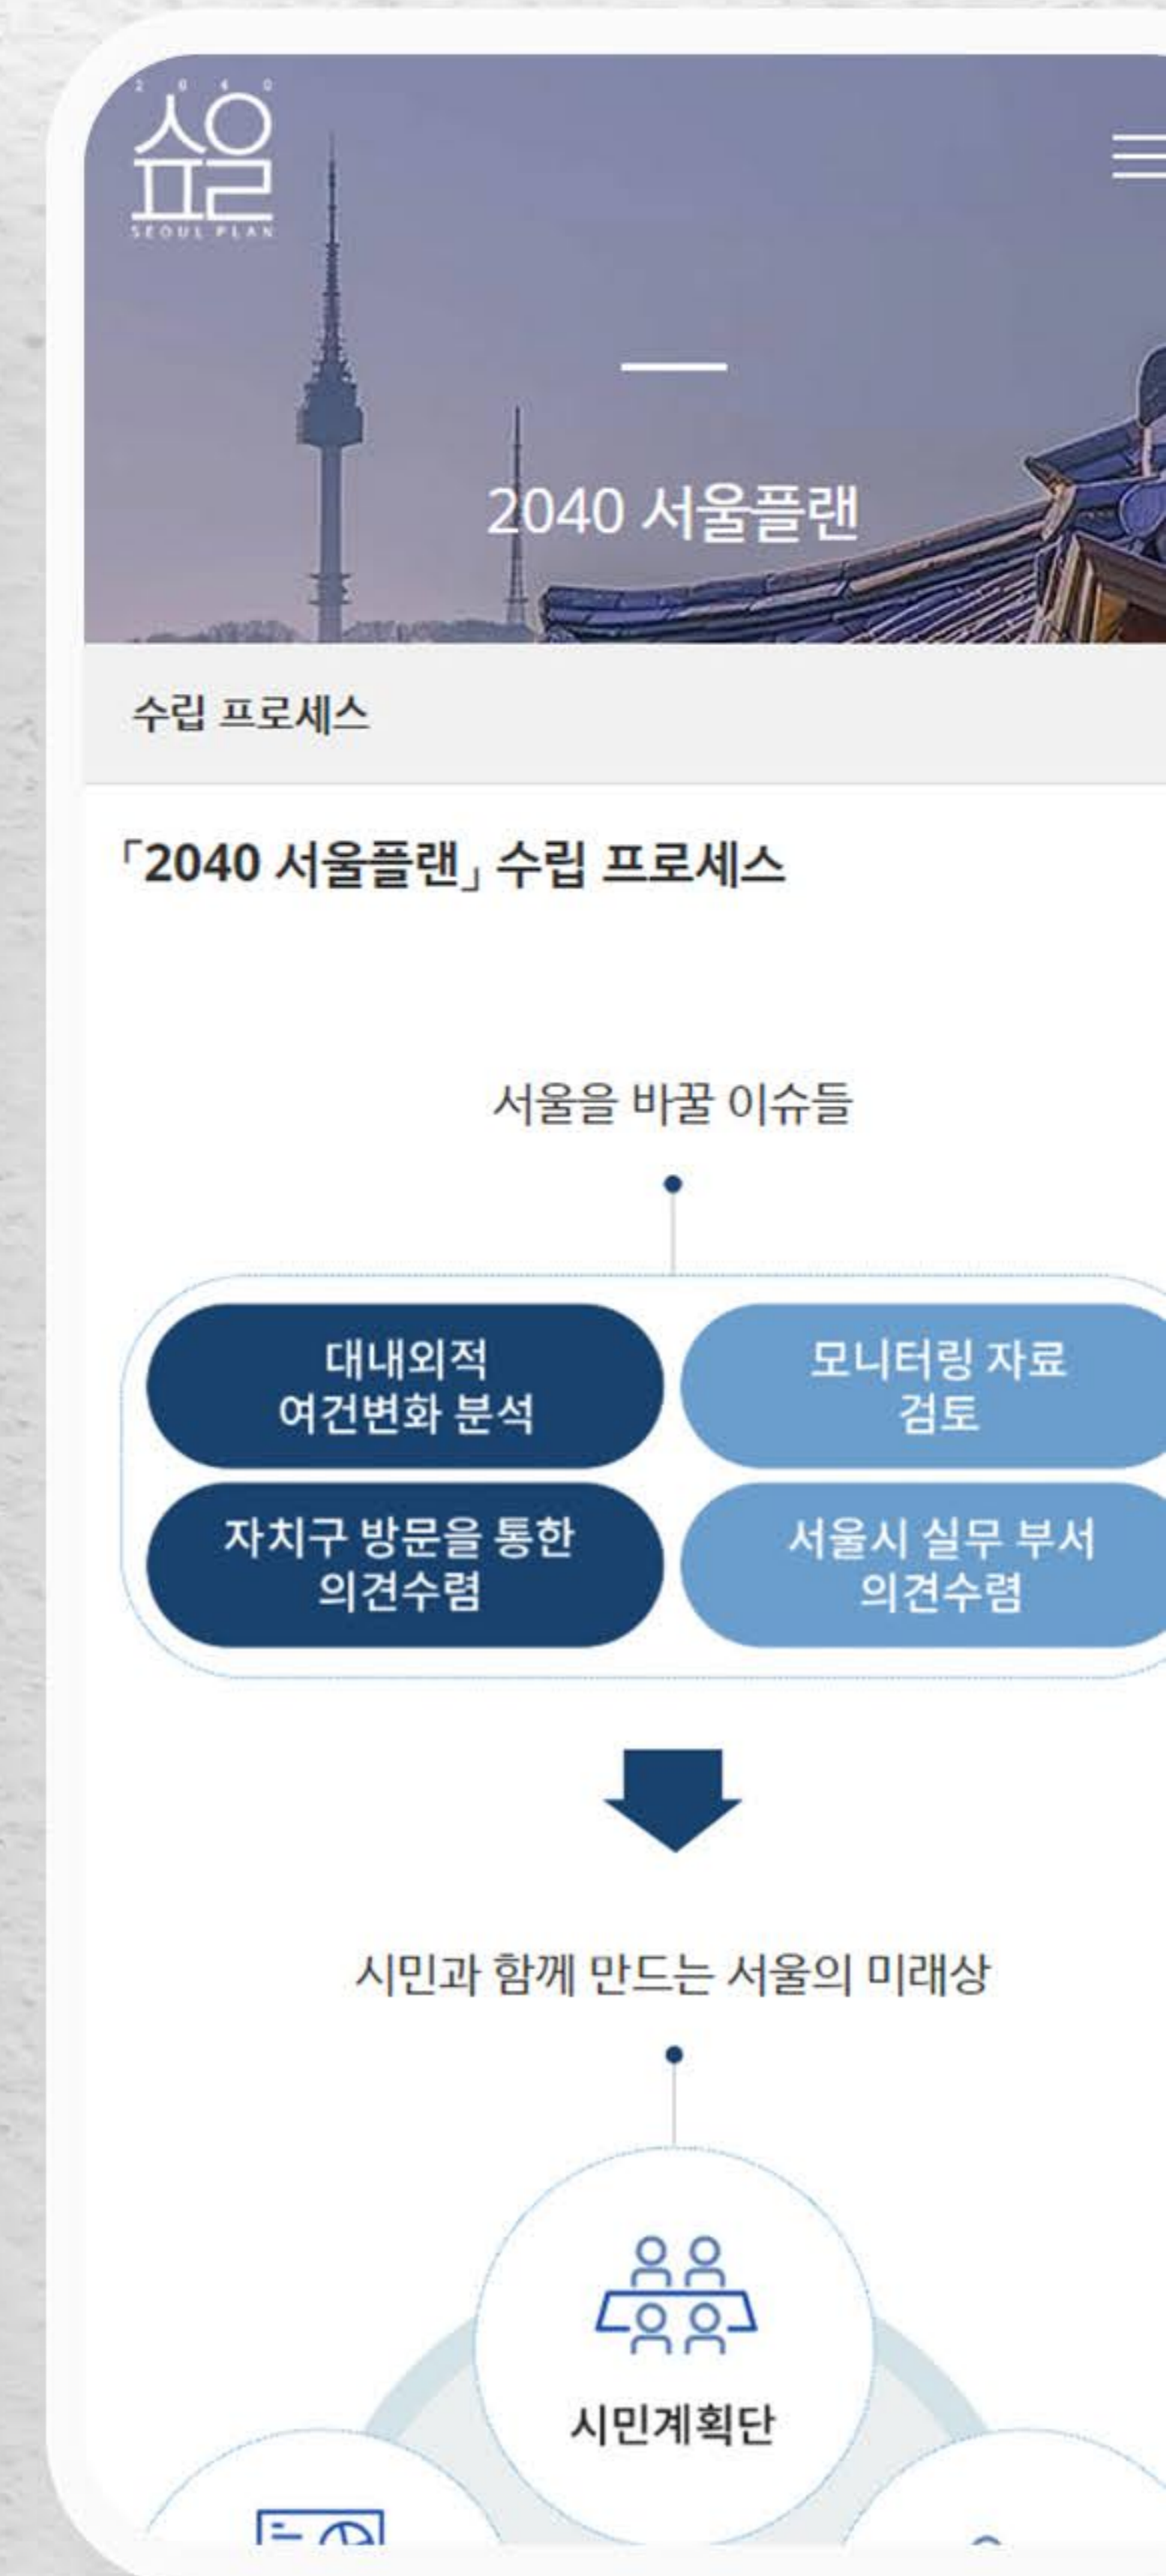 2040
서울
SEOUL PLAN
2040 서울플랜
수립 프로세스
「2040 서울플랜」 수립 프로세스
서울을 바꿀 이슈들
대내외적
여건변화 분석
모니터링 자료
검토
자치구 방문을 통한
의견수렴
서울시 실무 부서
의견수렴
시민과 함께 만드는 서울의 미래상
시민계획단